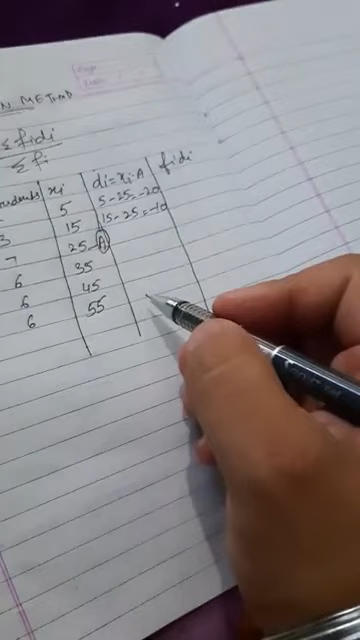 N METHOD
Σfidi
Σfi
xi di = xi - A fidi
5 5-25=-20
3 15 15-25=-10
7 25-A
6 35
6 45
6 55